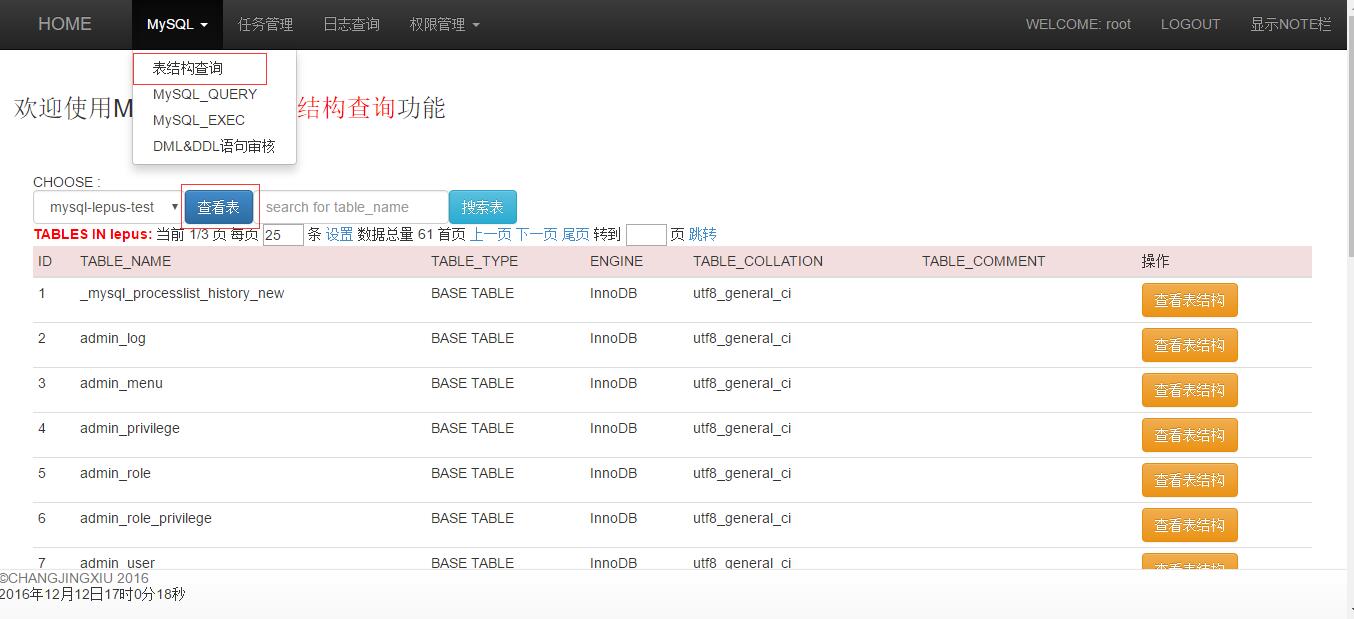 HOME MySQL 任务管理 日志查询 权限管理 WELCOME: root LOGOUT 显示NOTE栏
表结构查询
MySQL_QUERY
MySQL_EXEC
DML&DDL语句审核
欢迎使用M 结构查询功能
CHOOSE :
mysql-lepus-test 查看表 search for table_name 搜索表
TABLES IN lepus: 当前 1/3 页 每页 25 条 设置 数据总量 61 首页 上一页 下一页 尾页 转到 页 跳转
ID TABLE_NAME TABLE_TYPE ENGINE TABLE_COLLATION TABLE_COMMENT 操作
1 _mysql_processlist_history_new BASE TABLE InnoDB utf8_general_ci 查看表结构
2 admin_log BASE TABLE InnoDB utf8_general_ci 查看表结构
3 admin_menu BASE TABLE InnoDB utf8_general_ci 查看表结构
4 admin_privilege BASE TABLE InnoDB utf8_general_ci 查看表结构
5 admin_role BASE TABLE InnoDB utf8_general_ci 查看表结构
6 admin_role_privilege BASE TABLE InnoDB utf8_general_ci 查看表结构
7 admin_user BASE TABLE InnoDB utf8_general_ci 查看表结构
©CHANGJINGXIU 2016
2016年12月12日17时0分18秒